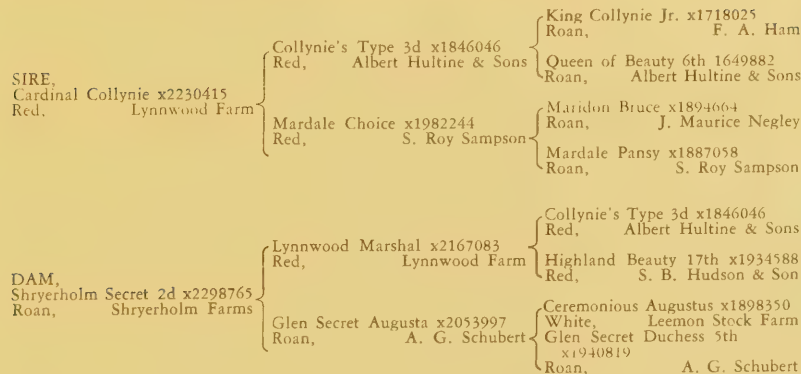 SIRE,
Cardinal Collynie x2230415
Red, Lynnwood Farm
Collynie's Type 3d x1846046
Red, Albert Hultine & Sons
King Collynie Jr. x1718025
Roan, F. A. Ham
Queen of Beauty 6th 1649882
Roan, Albert Hultine & Sons
Mardale Choice x1982244
Red, S. Roy Sampson
Maridon Bruce x1894664
Roan, J. Maurice Negley
Mardale Pansy x1887058
Roan, S. Roy Sampson
DAM,
Shryerholm Secret 2d x2298765
Roan, Shryerholm Farms
Lynnwood Marshal x2167083
Red, Lynnwood Farm
Collynie's Type 3d x1846046
Red, Albert Hultine & Sons
Highland Beauty 17th x1934588
Red, S. B. Hudson & Son
Glen Secret Augusta x2053997
Roan, A. G. Schubert
Ceremonious Augustus x1898350
White, Leemon Stock Farm
Glen Secret Duchess 5th
x1940819
Roan, A. G. Schubert